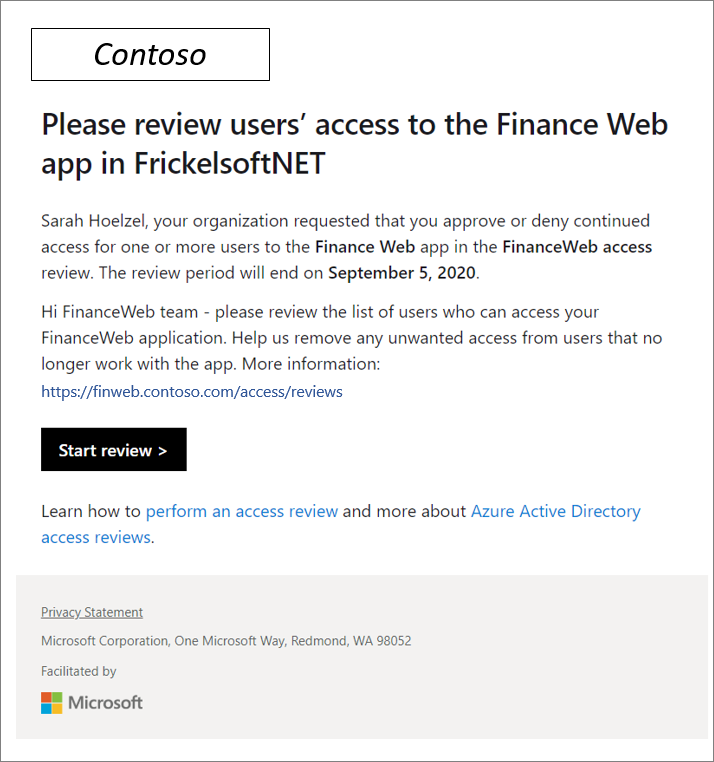 Contoso
Please review users’ access to the Finance Web
app in FrickelsoftNET
Sarah Hoelzel, your organization requested that you approve or deny continued
access for one or more users to the Finance Web app in the FinanceWeb access
review. The review period will end on September 5, 2020.
Hi FinanceWeb team - please review the list of users who can access your
FinanceWeb application. Help us remove any unwanted access from users that no
longer work with the app. More information:
https://finweb.contoso.com/access/reviews
Start review >
Learn how to perform an access review and more about Azure Active Directory
access reviews.
Privacy Statement
Microsoft Corporation, One Microsoft Way, Redmond, WA 98052
Facilitated by
Microsoft